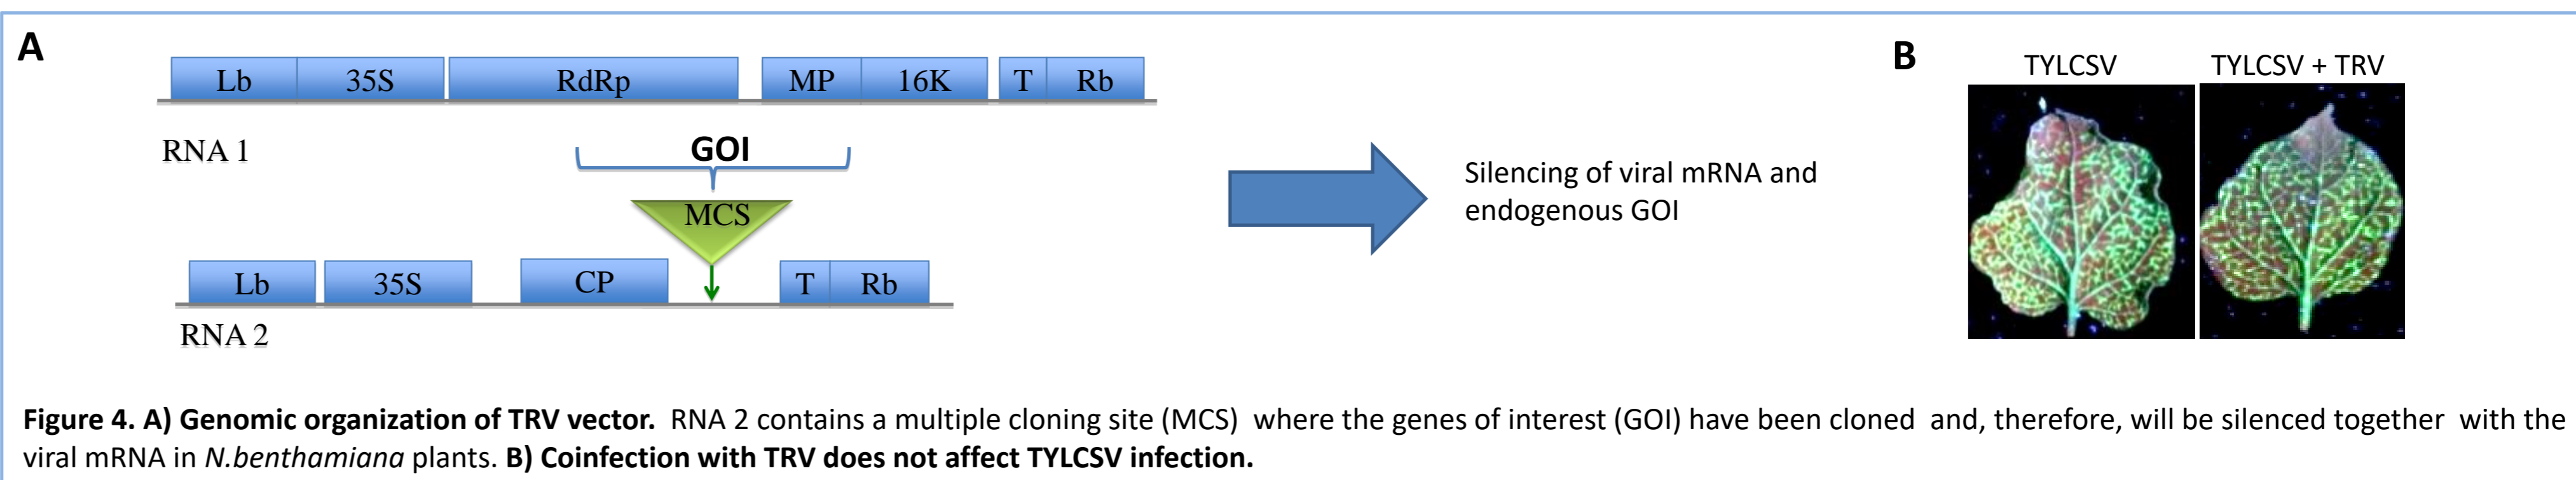 A
Lb 35S RdRp MP 16K T Rb
RNA 1
GOI
MCS
Lb 35S CP T Rb
RNA 2
Silencing of viral mRNA and
endogenous GOI
B
TYLCSV TYLCSV + TRV
Figure 4. A) Genomic organization of TRV vector. RNA 2 contains a multiple cloning site (MCS) where the genes of interest (GOI) have been cloned and, therefore, will be silenced together with the
viral mRNA in N.benthamiana plants. B) Coinfection with TRV does not affect TYLCSV infection.